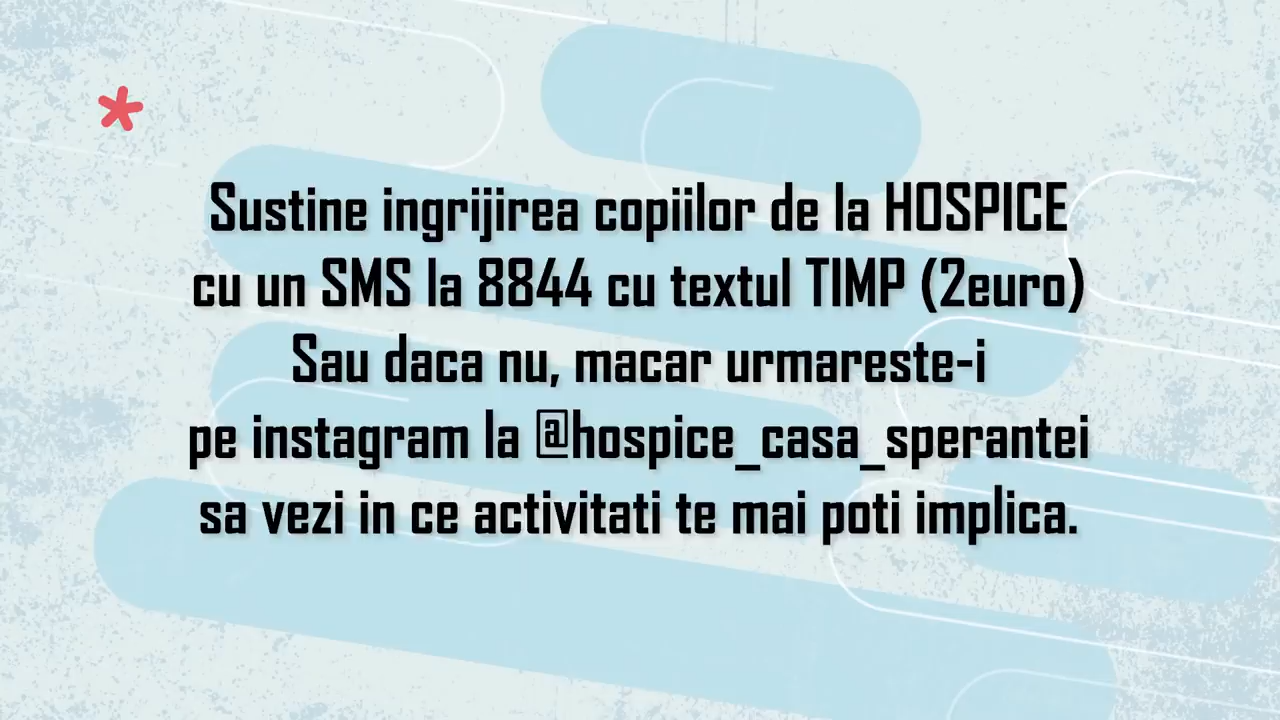 Sustine ingrijirea copiilor de la HOSPICE
cu un SMS la 8844 cu textul TIMP (2euro)
Sau daca nu, macar urmareste-i
pe instagram la @hospice_casa_sperantei
sa vezi in ce activitati te mai poti implica.